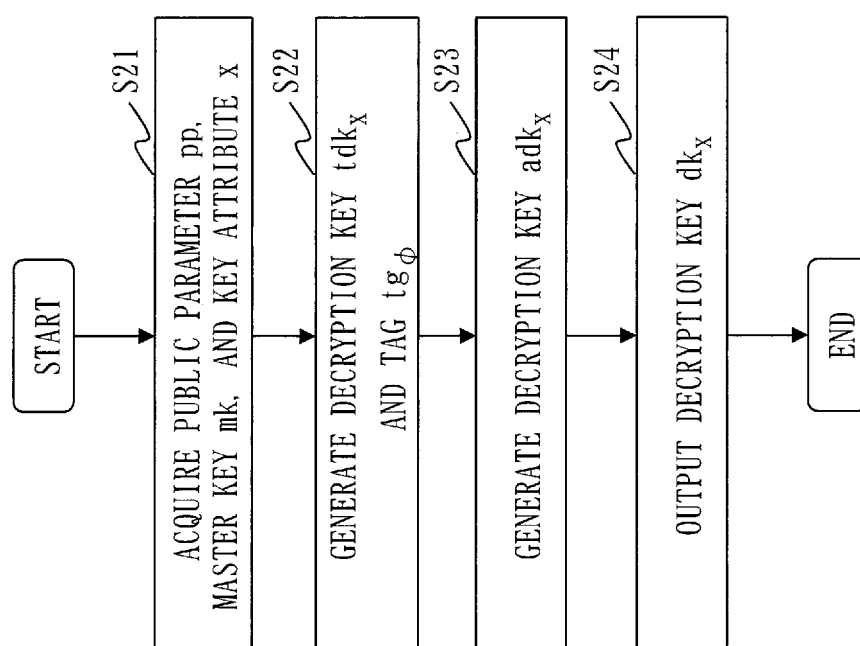 START
S21
ACQUIRE PUBLIC PARAMETER pp,
MASTER KEY mk, AND KEY ATTRIBUTE x
S22
GENERATE DECRYPTION KEY tdkx
AND TAG tgϕ
S23
GENERATE DECRYPTION KEY adkx
S24
OUTPUT DECRYPTION KEY dkx
END